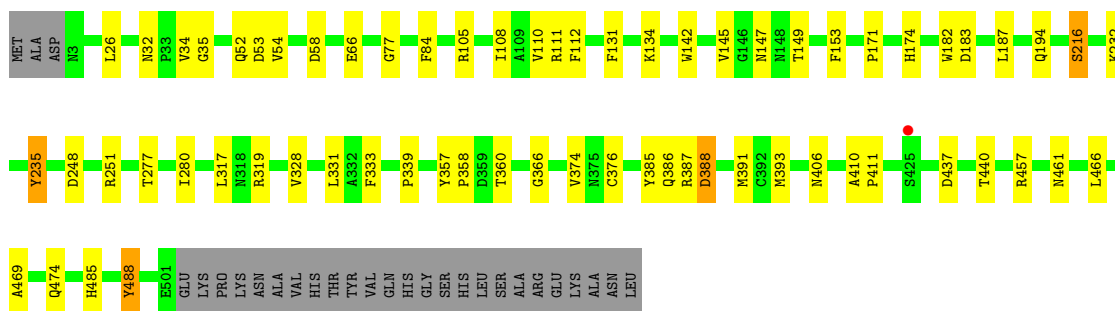 MET ALA ASP N3 L26 N32 P33 V34 G35 Q52 D53 V54 D58 E66 G77 F84 R105 I108 A109 V110 R111 F112 F131 K134 W142 V145 G146 N147 N148 T149 F153 P171 H174 W182 D183 L187 Q194 S216 K232
Y235 D248 R251 T277 I280 L317 N318 R319 V328 L331 A332 F333 P339 Y357 P358 D359 T360 G366 V374 N375 C376 Y385 Q386 R387 D388 M391 C392 M393 N406 A410 P411 S425 D437 T440 R457 N461 L466
A469 Q474 H485 Y488 E501 GLU LYS PRO LYS ASN ALA VAL HIS THR TYR VAL GLN HIS GLY SER HIS LEU SER ALA ARG GLU LYS ALA ASN LEU